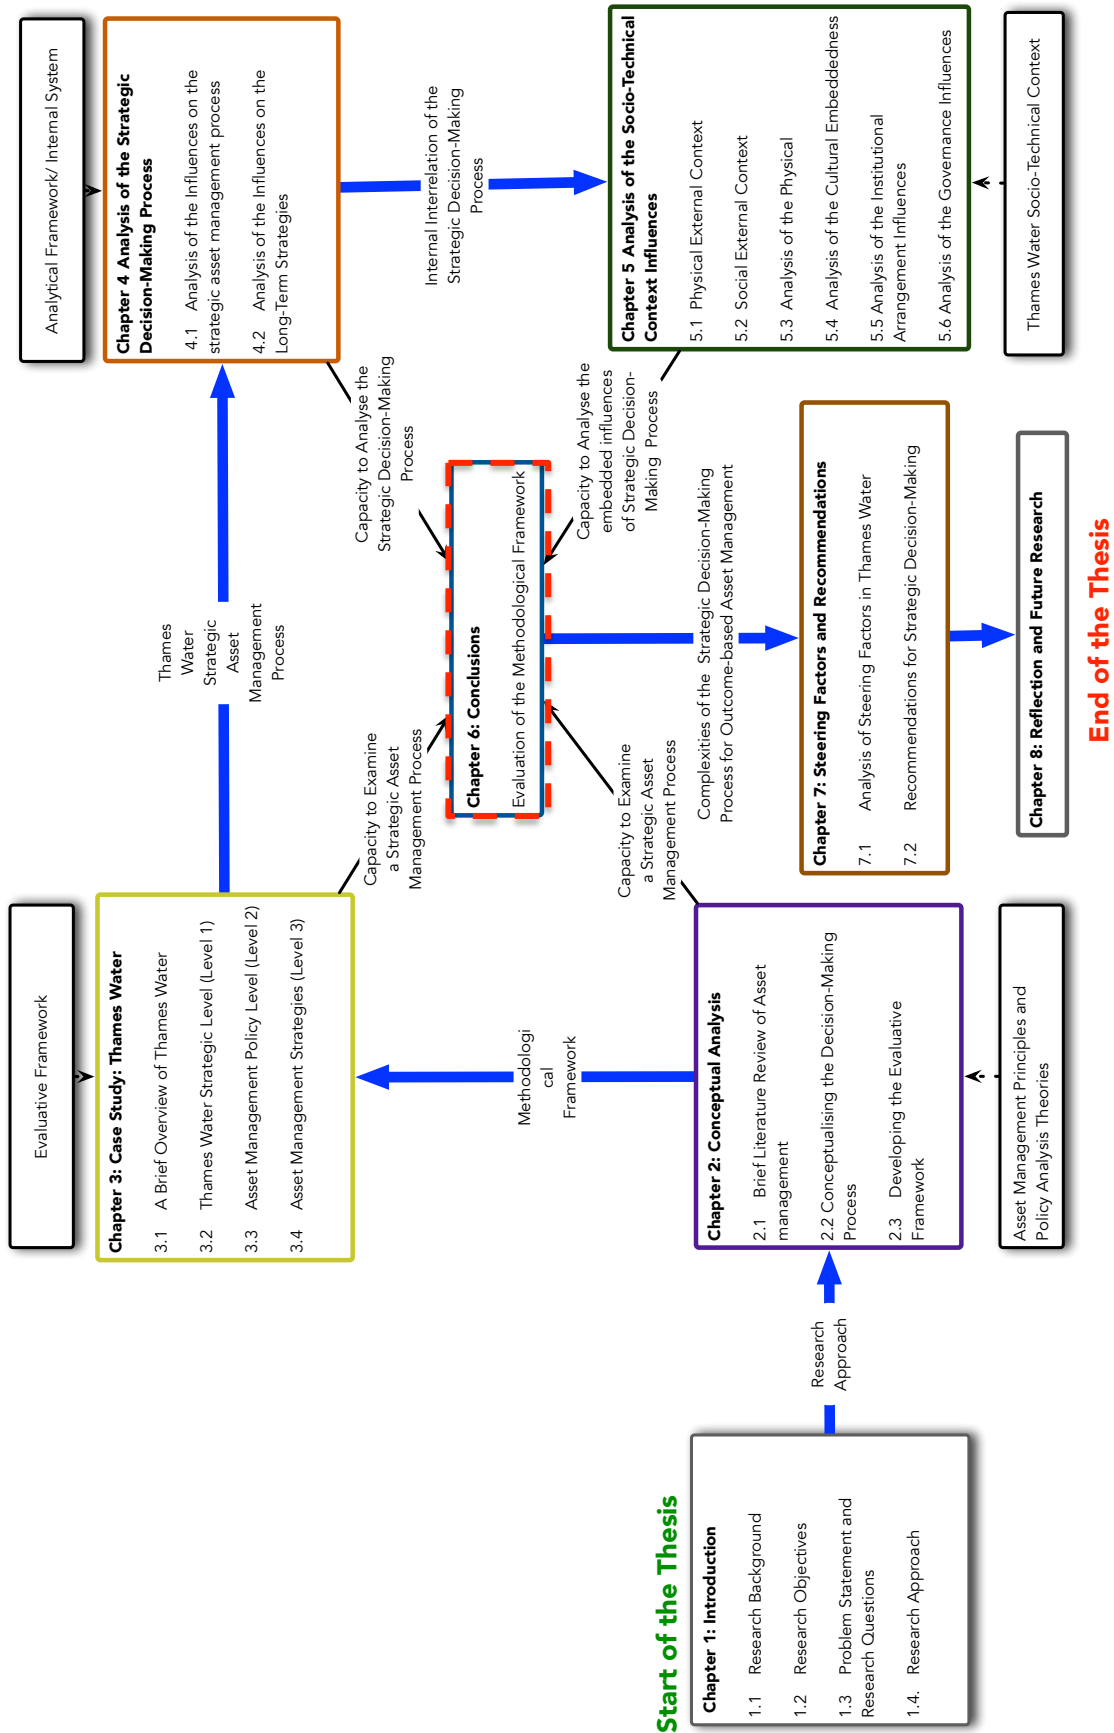 Start of the Thesis
Chapter 1: Introduction
1.1 Research Background
1.2 Research Objectives
1.3 Problem Statement and
Research Questions
1.4. Research Approach
Research
Approach
Chapter 2: Conceptual Analysis
2.1 Brief Literature Review of Asset
management
2.2 Conceptualising the Decision-Making
Process
2.3 Developing the Evaluative
Framework
Asset Management Principles and
Policy Analysis Theories
Methodologi
cal
Framework
Evaluative Framework
Chapter 3: Case Study: Thames Water
3.1 A Brief Overview of Thames Water
3.2 Thames Water Strategic Level (Level 1)
3.3 Asset Management Policy Level (Level 2)
3.4 Asset Management Strategies (Level 3)
Thames
Water
Strategic
Asset
Management
Process
Analytical Framework/ Internal System
Chapter 4 Analysis of the Strategic
Decision-Making Process
4.1 Analysis of the Influences on the
strategic asset management process
4.2 Analysis of the Influences on the
Long-Term Strategies
Internal Interrelation of the
Strategic Decision-Making
Process
Chapter 5 Analysis of the Socio-Technical
Context Influences
5.1 Physical External Context
5.2 Social External Context
5.3 Analysis of the Physical
5.4 Analysis of the Cultural Embeddedness
5.5 Analysis of the Institutional
Arrangement Influences
5.6 Analysis of the Governance Influences
Thames Water Socio-Technical Context
Capacity to Examine
a Strategic Asset
Management Process
Capacity to Analyse the
Strategic Decision-Making
Process
Capacity to Examine
a Strategic Asset
Management Process
Capacity to Analyse the
embedded influences
of Strategic Decision-
Making Process
Chapter 6: Conclusions
Evaluation of the Methodological Framework
Complexities of the Strategic Decision-Making
Process for Outcome-based Asset Management
Chapter 7: Steering Factors and Recommendations
7.1 Analysis of Steering Factors in Thames Water
7.2 Recommendations for Strategic Decision-Making
Chapter 8: Reflection and Future Research
End of the Thesis